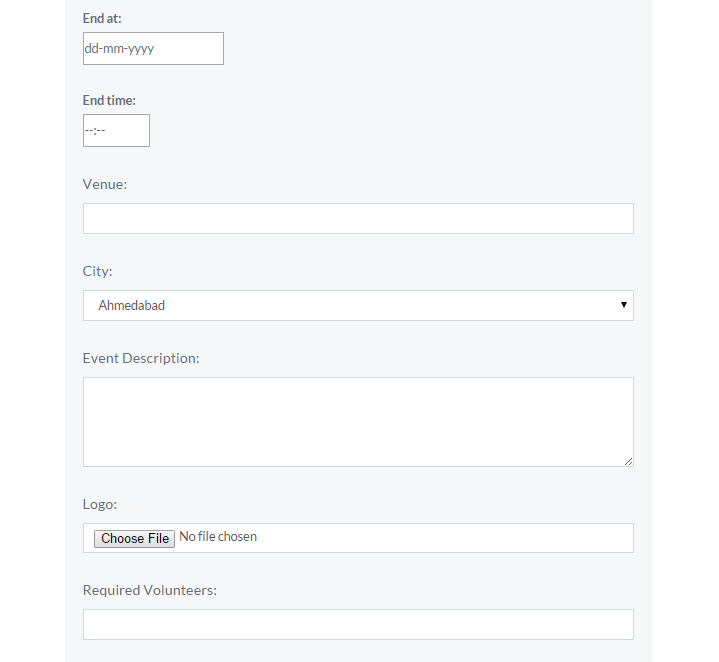 End at:
dd-mm-yyyy
End time:
--:--
Venue:
City:
Ahmedabad
Event Description:
Logo:
Choose File No file chosen
Required Volunteers: